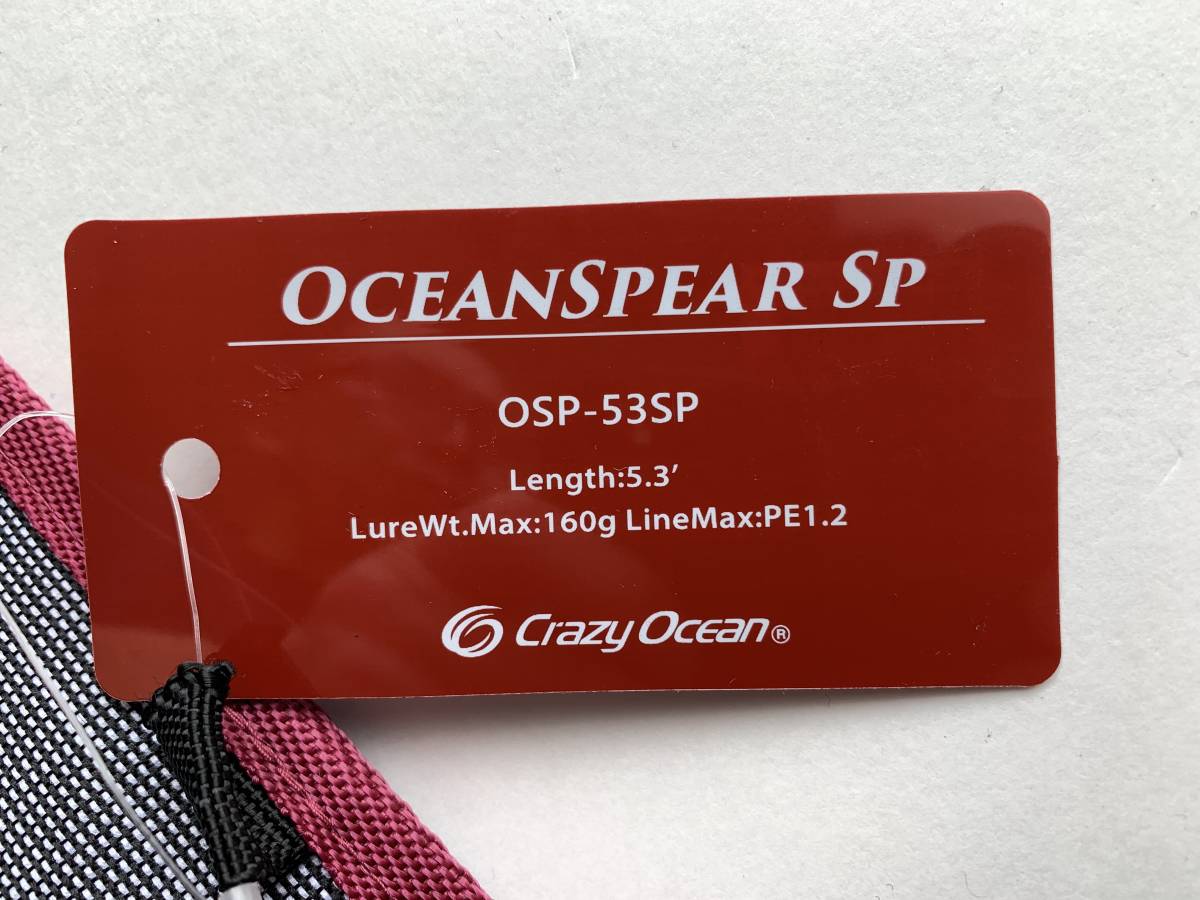 OCEANSPEAR SP
OSP-53SP
Length:5.3’
LureWt.Max:160g LineMax:PE1.2
Crazy Ocean®